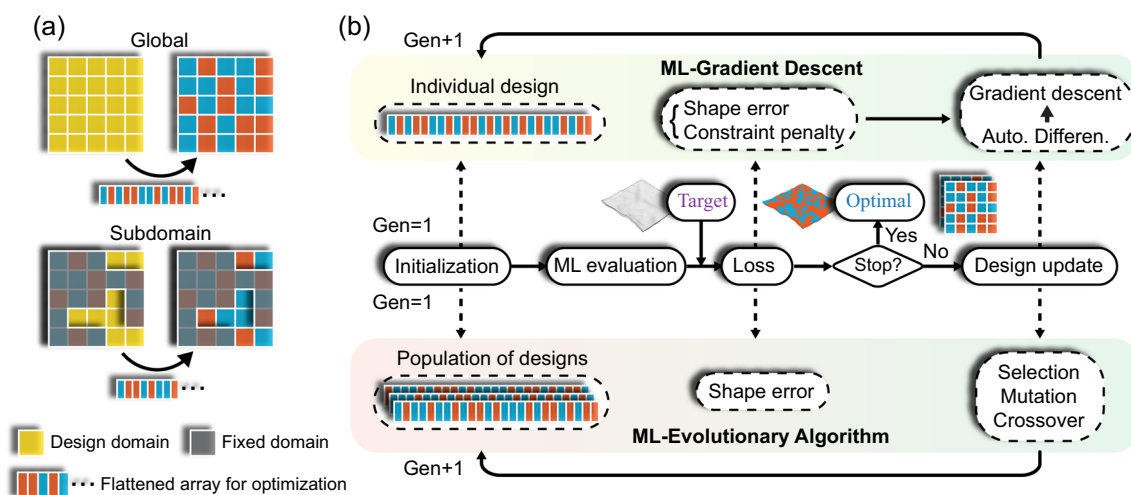 (a)
Global
Subdomain
Design domain
Fixed domain
Flattened array for optimization
(b)
Gen+1
ML-Gradient Descent
Individual design
Shape error
Constraint penalty
Gradient descent
Auto. Differen.
Target
Optimal
Gen=1
Yes
Initialization
ML evaluation
Loss
Stop?
No
Design update
Gen=1
Population of designs
Shape error
Selection
Mutation
Crossover
ML-Evolutionary Algorithm
Gen+1